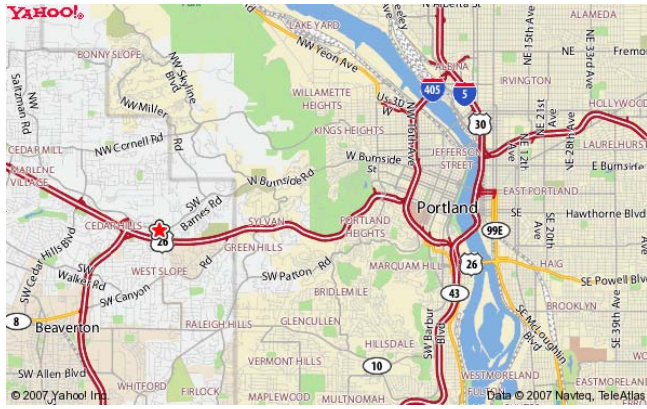 YAHOO!®
LAKE YARD
N Alberta St
ALAMEDA
BONNY SLOPE
NW Skyline Blvd
NW Yeon Ave
ALBINA
NE 15th Ave
NE 33rd Ave
Fremo
NW Saltzman Rd
WILLAMETTE HEIGHTS
405
5
IRVINGTON
NW Miller Rd
US 30 W
NW 16th Ave
HOLLYWOOD
KINGS HEIGHTS
30
NE 21st Ave
NW Cornell Rd
JEFFERSON STREET
NE 12th Ave
NE 28th Ave
LAURELHURST
CEDAR MILL
W Burnside St
E Burnside
MARLENE VILLAGE
W Burnside Rd
EAST PORTLAND
SW Barnes Rd
Portland
SE
Hawthorne Blvd
CEDAR HILLS
SYLVAN
PORTLAND HEIGHTS
99E
SE 20th Ave
26
GREEN HILLS
SW Cedar Hills Blvd
SW Walker Rd
WEST SLOPE
SW Patton Rd
MARQUAM HILL
26
HAIG
SE Powell Blvd
SW Canyon Rd
BRIDLEMILE
43
BROOKLYN
SE 39th Ave
8
Beaverton
RALEIGH HILLS
GLENCULLEN
SW Barbur Blvd
SE McLoughlin Blvd
HILLSDALE
SW Allen Blvd
VERMONT HILLS
10
WESTMORELAND
EASTMORELAND
WHITFORD
FIRLOCK
MAPLEWOOD
MULTNOMAH
FULTON
© 2007 Yahoo! Inc.
Data © 2007 Navteq, TeleAtlas